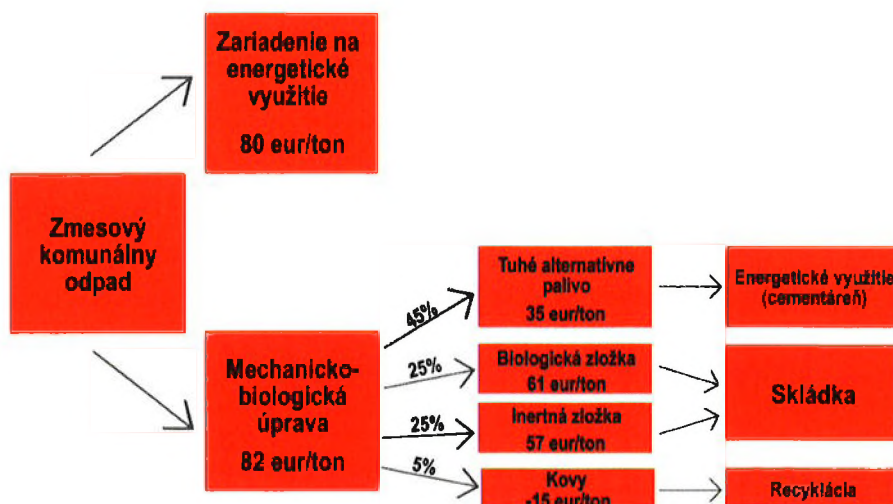 Zariadenie na
energetické
využitie
80 eur/ton
Zmesový
komunálny
odpad
Mechanicko-
biologická
úprava
82 eur/ton
45%
25%
25%
5%
Tuhé alternatívne
palivo
35 eur/ton
Biologická zložka
61 eur/ton
Inertná zložka
57 eur/ton
Kovy
-15 eur/ton
Energetické využitie
(cementáreň)
Skládka
Recyklácia